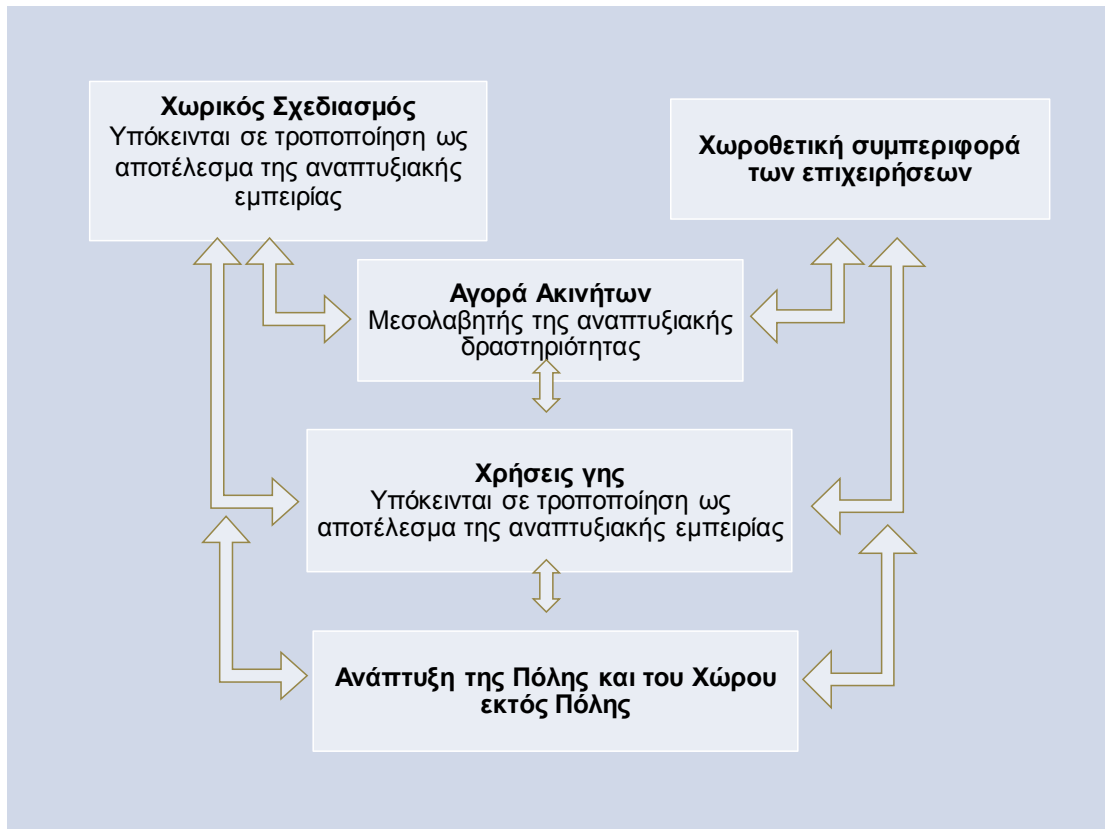 Χωρικός Σχεδιασμός
Υπόκεινται σε τροποποίηση ως
αποτέλεσμα της αναπτυξιακής
εμπειρίας
Χωροθετική συμπεριφορά
των επιχειρήσεων
Αγορά Ακινήτων
Μεσολαβητής της αναπτυξιακής
δραστηριότητας
Χρήσεις γης
Υπόκεινται σε τροποποίηση ως
αποτέλεσμα της αναπτυξιακής εμπειρίας
Ανάπτυξη της Πόλης και του Χώρου
εκτός Πόλης